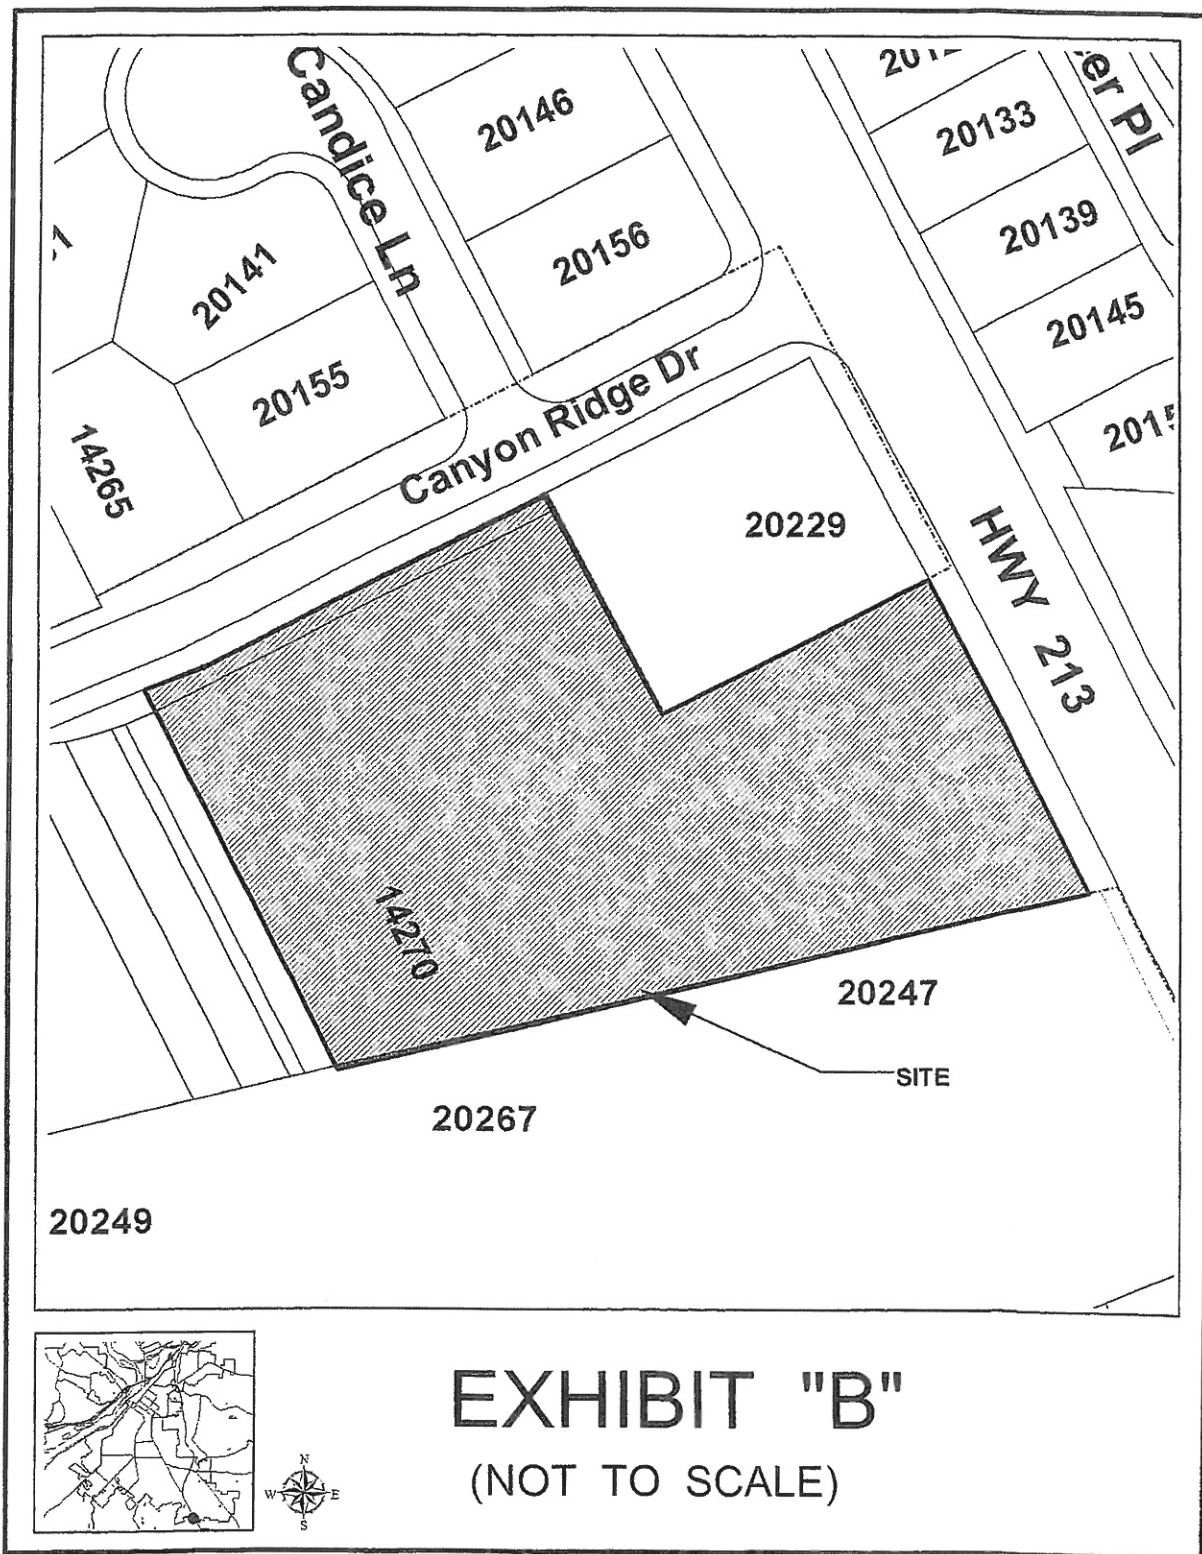 Candice Ln
20146
20133
20139
20156
20141
20145
20155
14265
Canyon Ridge Dr
20229
HWY 213
14270
20247
SITE
20267
20249
EXHIBIT "B"
(NOT TO SCALE)
N
W
E
S